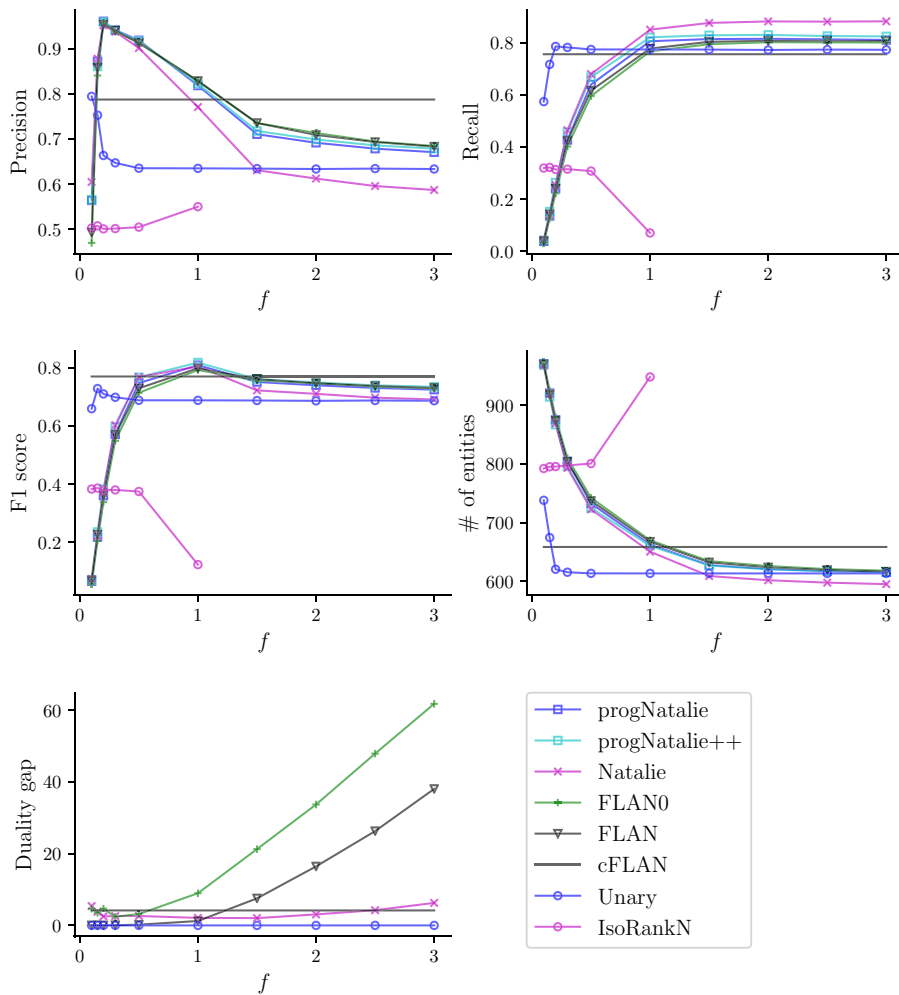 Precision
0.9
0.8
0.7
0.6
0.5
0
1
2
3
f
Recall
0.8
0.6
0.4
0.2
0.0
0
1
2
3
f
F1 score
0.8
0.6
0.4
0.2
0
1
2
3
f
# of entities
900
800
700
600
0
1
2
3
f
Duality gap
60
40
20
0
0
1
2
3
f
progNatalie
progNatalie++
Natalie
FLAN0
FLAN
cFLAN
Unary
IsoRankN